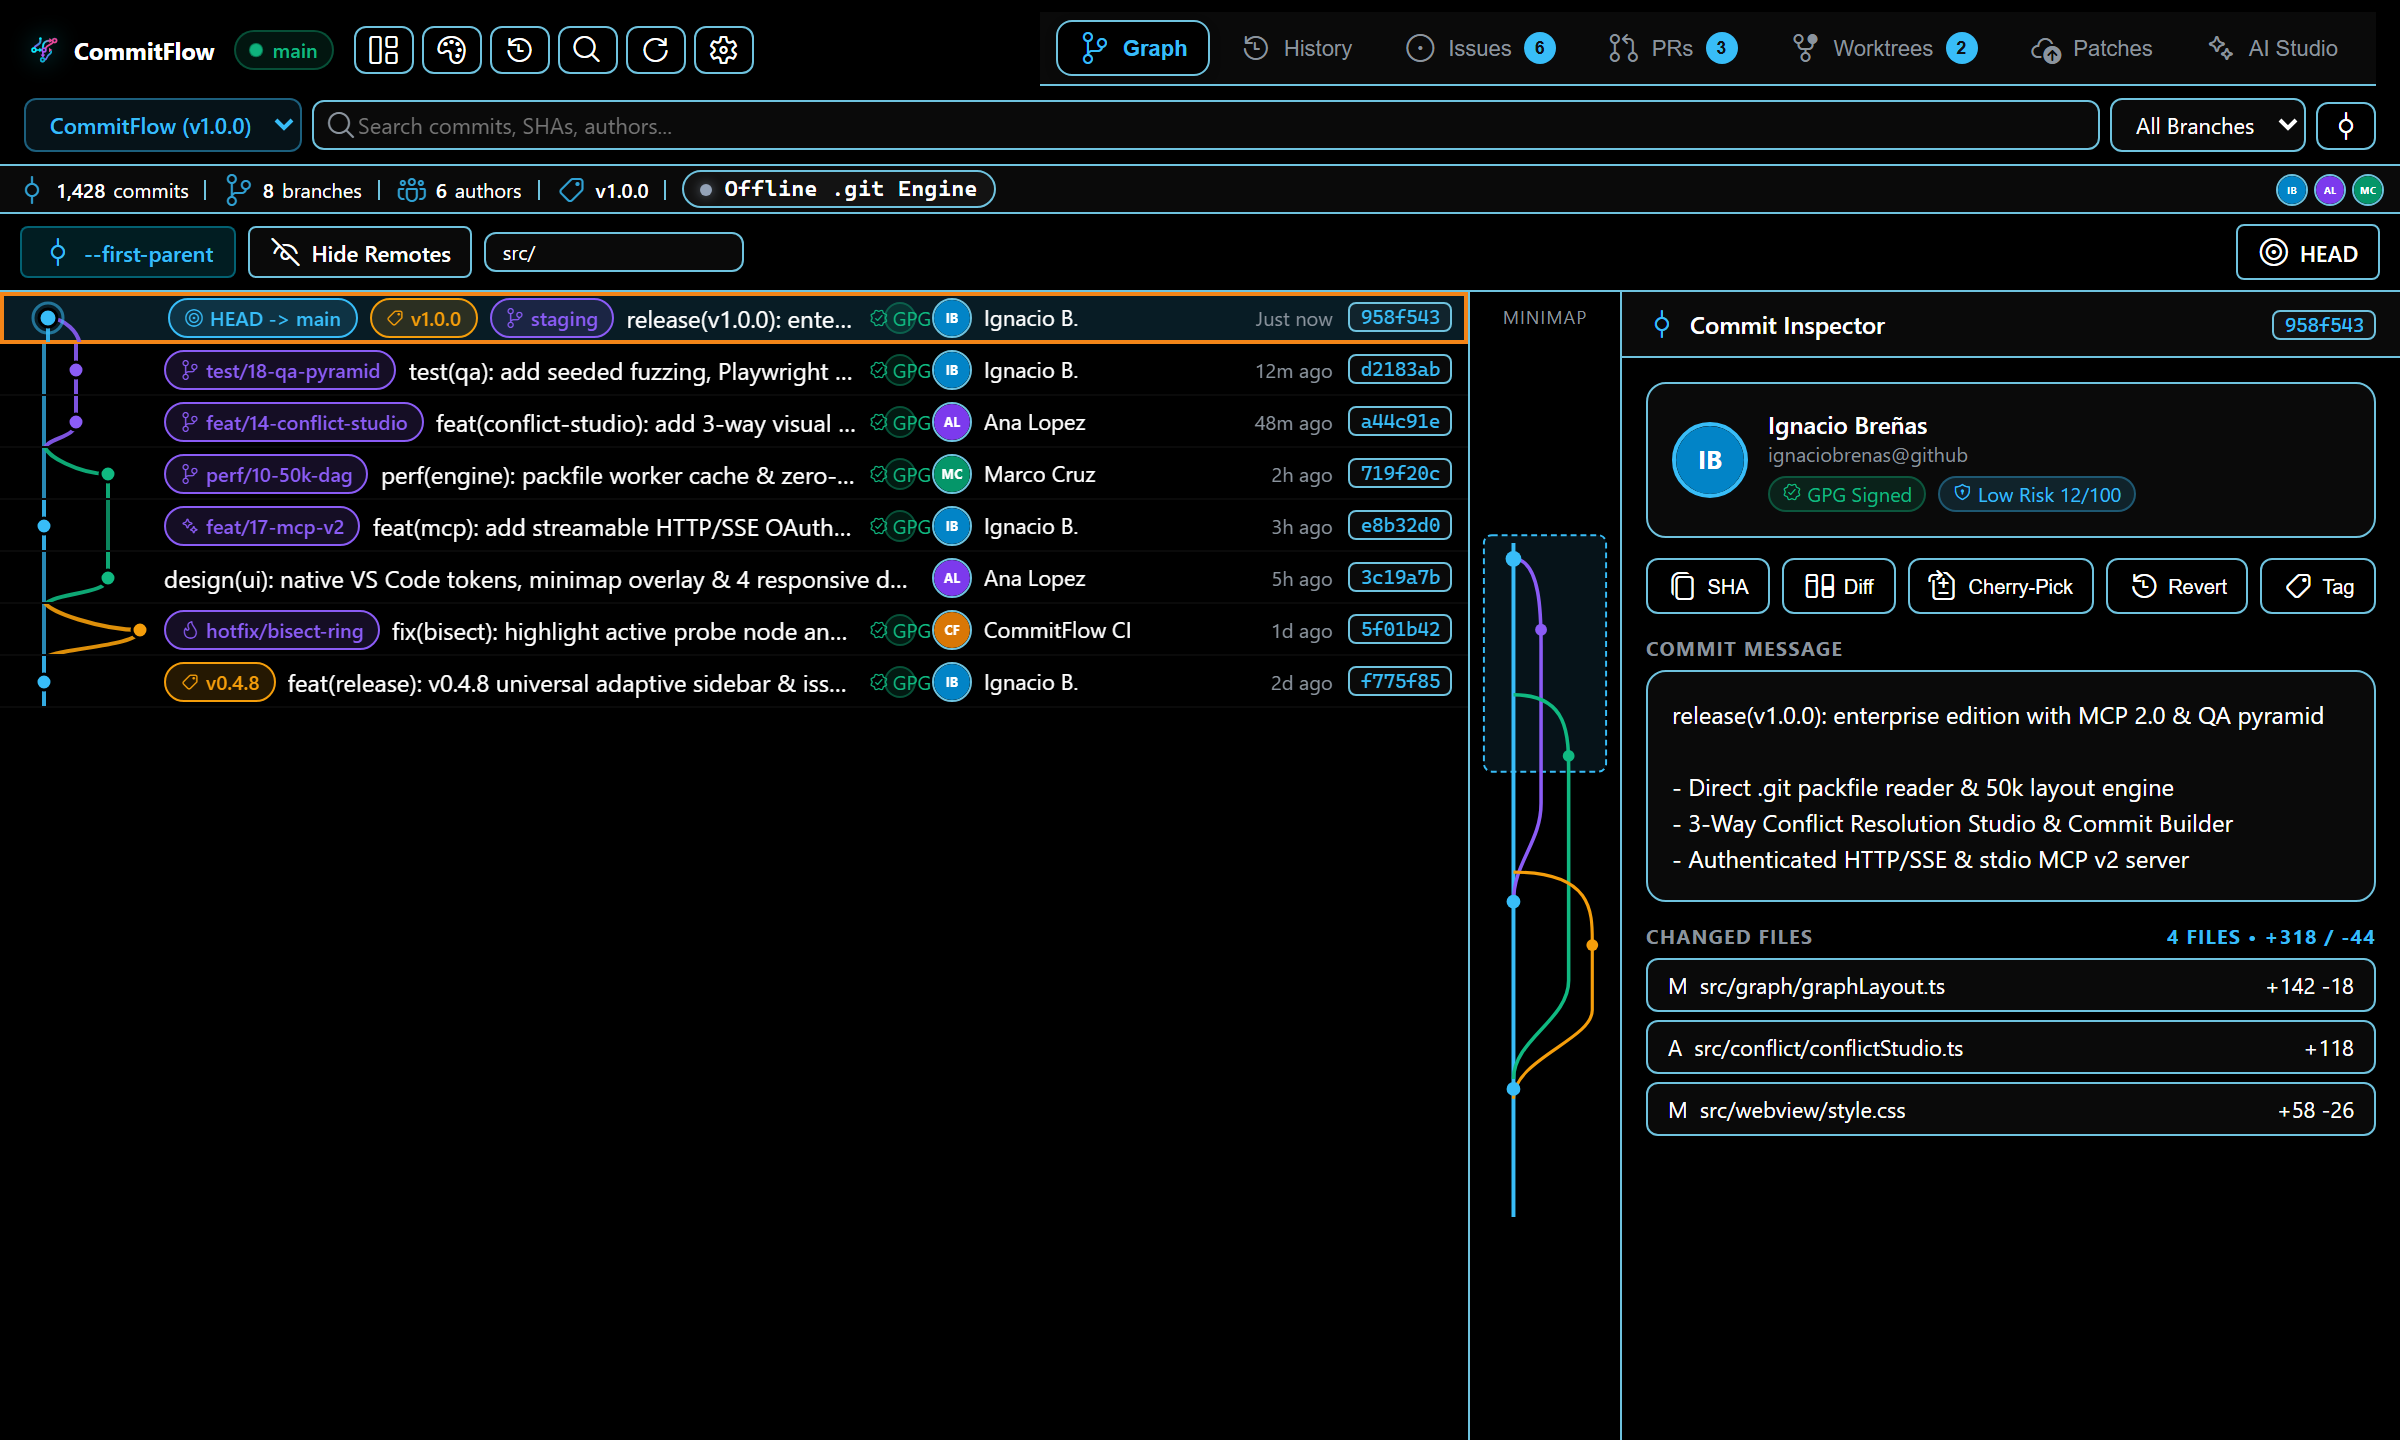 CommitFlow main Graph History Issues 6 PRs 3 Worktrees 2 Patches AI Studio
CommitFlow (v1.0.0) Search commits, SHAs, authors... All Branches
1,428 commits 8 branches 6 authors v1.0.0 Offline .git Engine IB AL MC
--first-parent Hide Remotes src/ HEAD
HEAD -> main v1.0.0 staging release(v1.0.0): ente... GPG IB Ignacio B. Just now 958f543
test/18-qa-pyramid test(qa): add seeded fuzzing, Playwright ... GPG IB Ignacio B. 12m ago d2183ab
feat/14-conflict-studio feat(conflict-studio): add 3-way visual ... GPG AL Ana Lopez 48m ago a44c91e
perf/10-50k-dag perf(engine): packfile worker cache & zero-... GPG MC Marco Cruz 2h ago 719f20c
feat/17-mcp-v2 feat(mcp): add streamable HTTP/SSE OAuth... GPG IB Ignacio B. 3h ago e8b32d0
design(ui): native VS Code tokens, minimap overlay & 4 responsive d... AL Ana Lopez 5h ago 3c19a7b
hotfix/bisect-ring fix(bisect): highlight active probe node an... GPG CF CommitFlow CI 1d ago 5f01b42
v0.4.8 feat(release): v0.4.8 universal adaptive sidebar & iss... GPG IB Ignacio B. 2d ago f775f85
MINIMAP
Commit Inspector 958f543
IB
Ignacio Breñas
ignaciobrenas@github
GPG Signed Low Risk 12/100
SHA Diff Cherry-Pick Revert Tag
COMMIT MESSAGE
release(v1.0.0): enterprise edition with MCP 2.0 & QA pyramid
- Direct .git packfile reader & 50k layout engine
- 3-Way Conflict Resolution Studio & Commit Builder
- Authenticated HTTP/SSE & stdio MCP v2 server
CHANGED FILES 4 FILES • +318 / -44
M src/graph/graphLayout.ts +142 -18
A src/conflict/conflictStudio.ts +118
M src/webview/style.css +58 -26